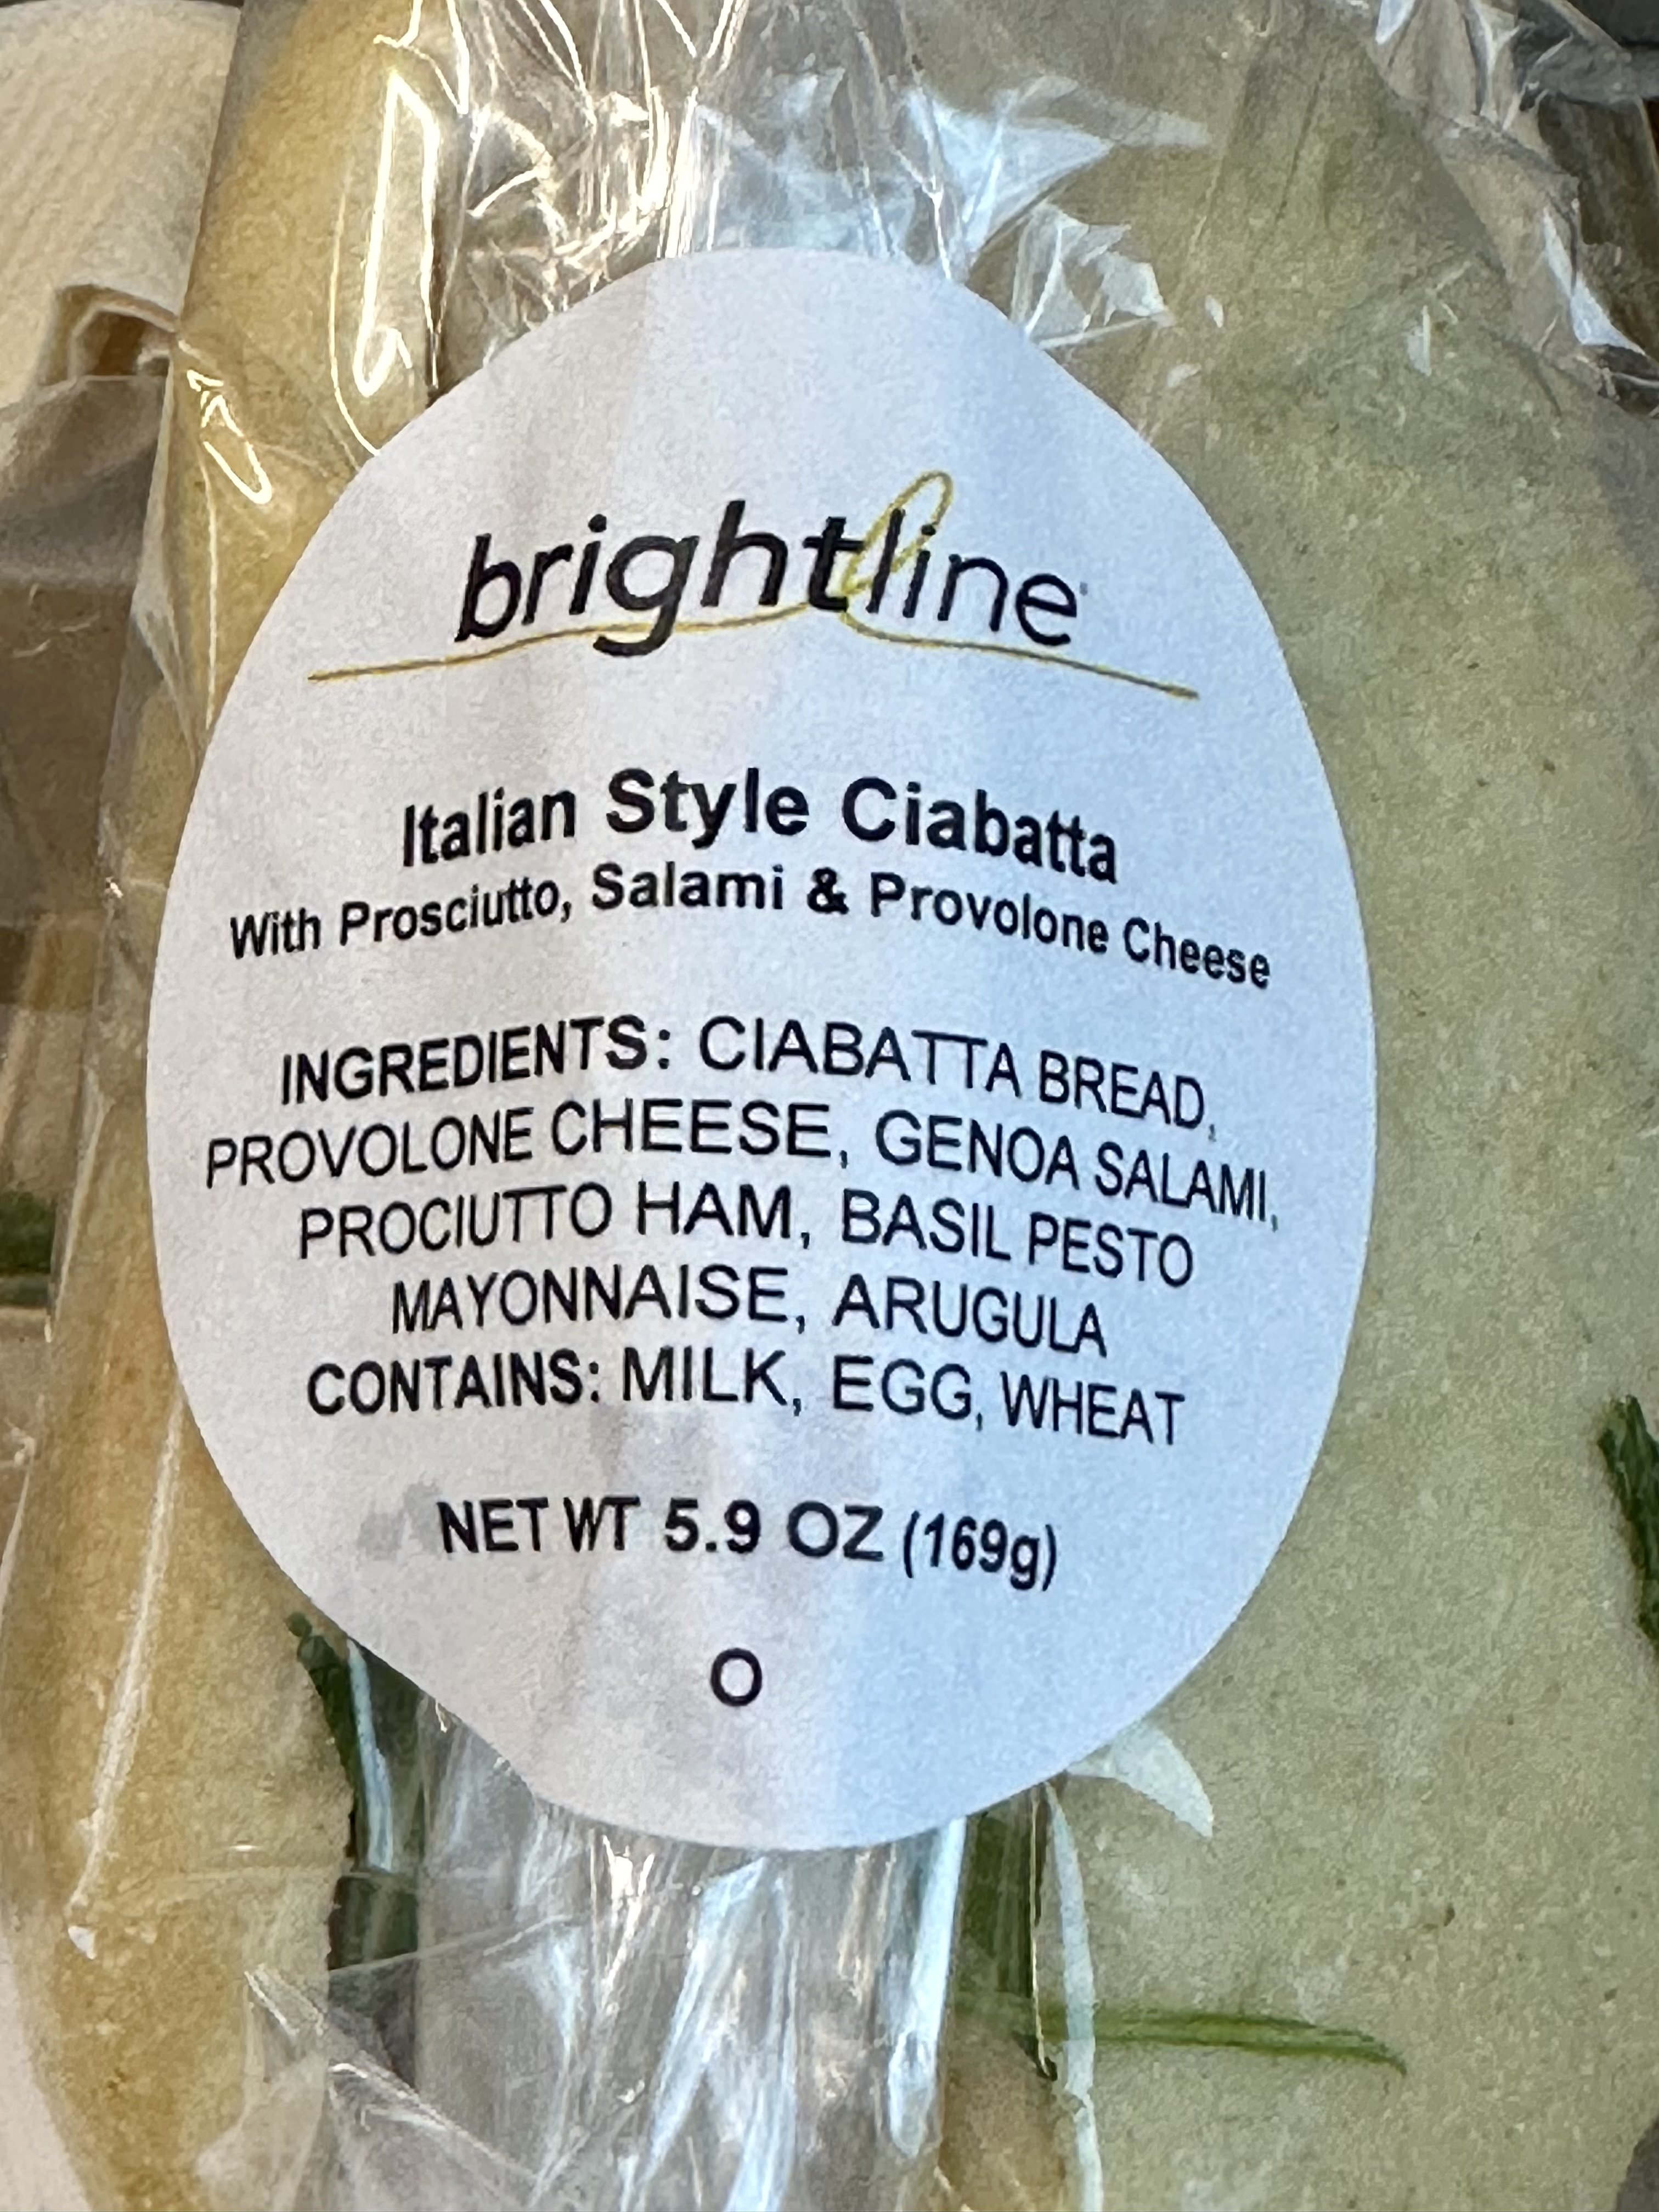 brightline
Italian Style Ciabatta
With Prosciutto, Salami & Provolone Cheese
INGREDIENTS: CIABATTA BREAD,
PROVOLONE CHEESE, GENOA SALAMI,
PROCIUTTO HAM, BASIL PESTO
MAYONNAISE, ARUGULA
CONTAINS: MILK, EGG, WHEAT
NET WT 5.9 OZ (169g)
O